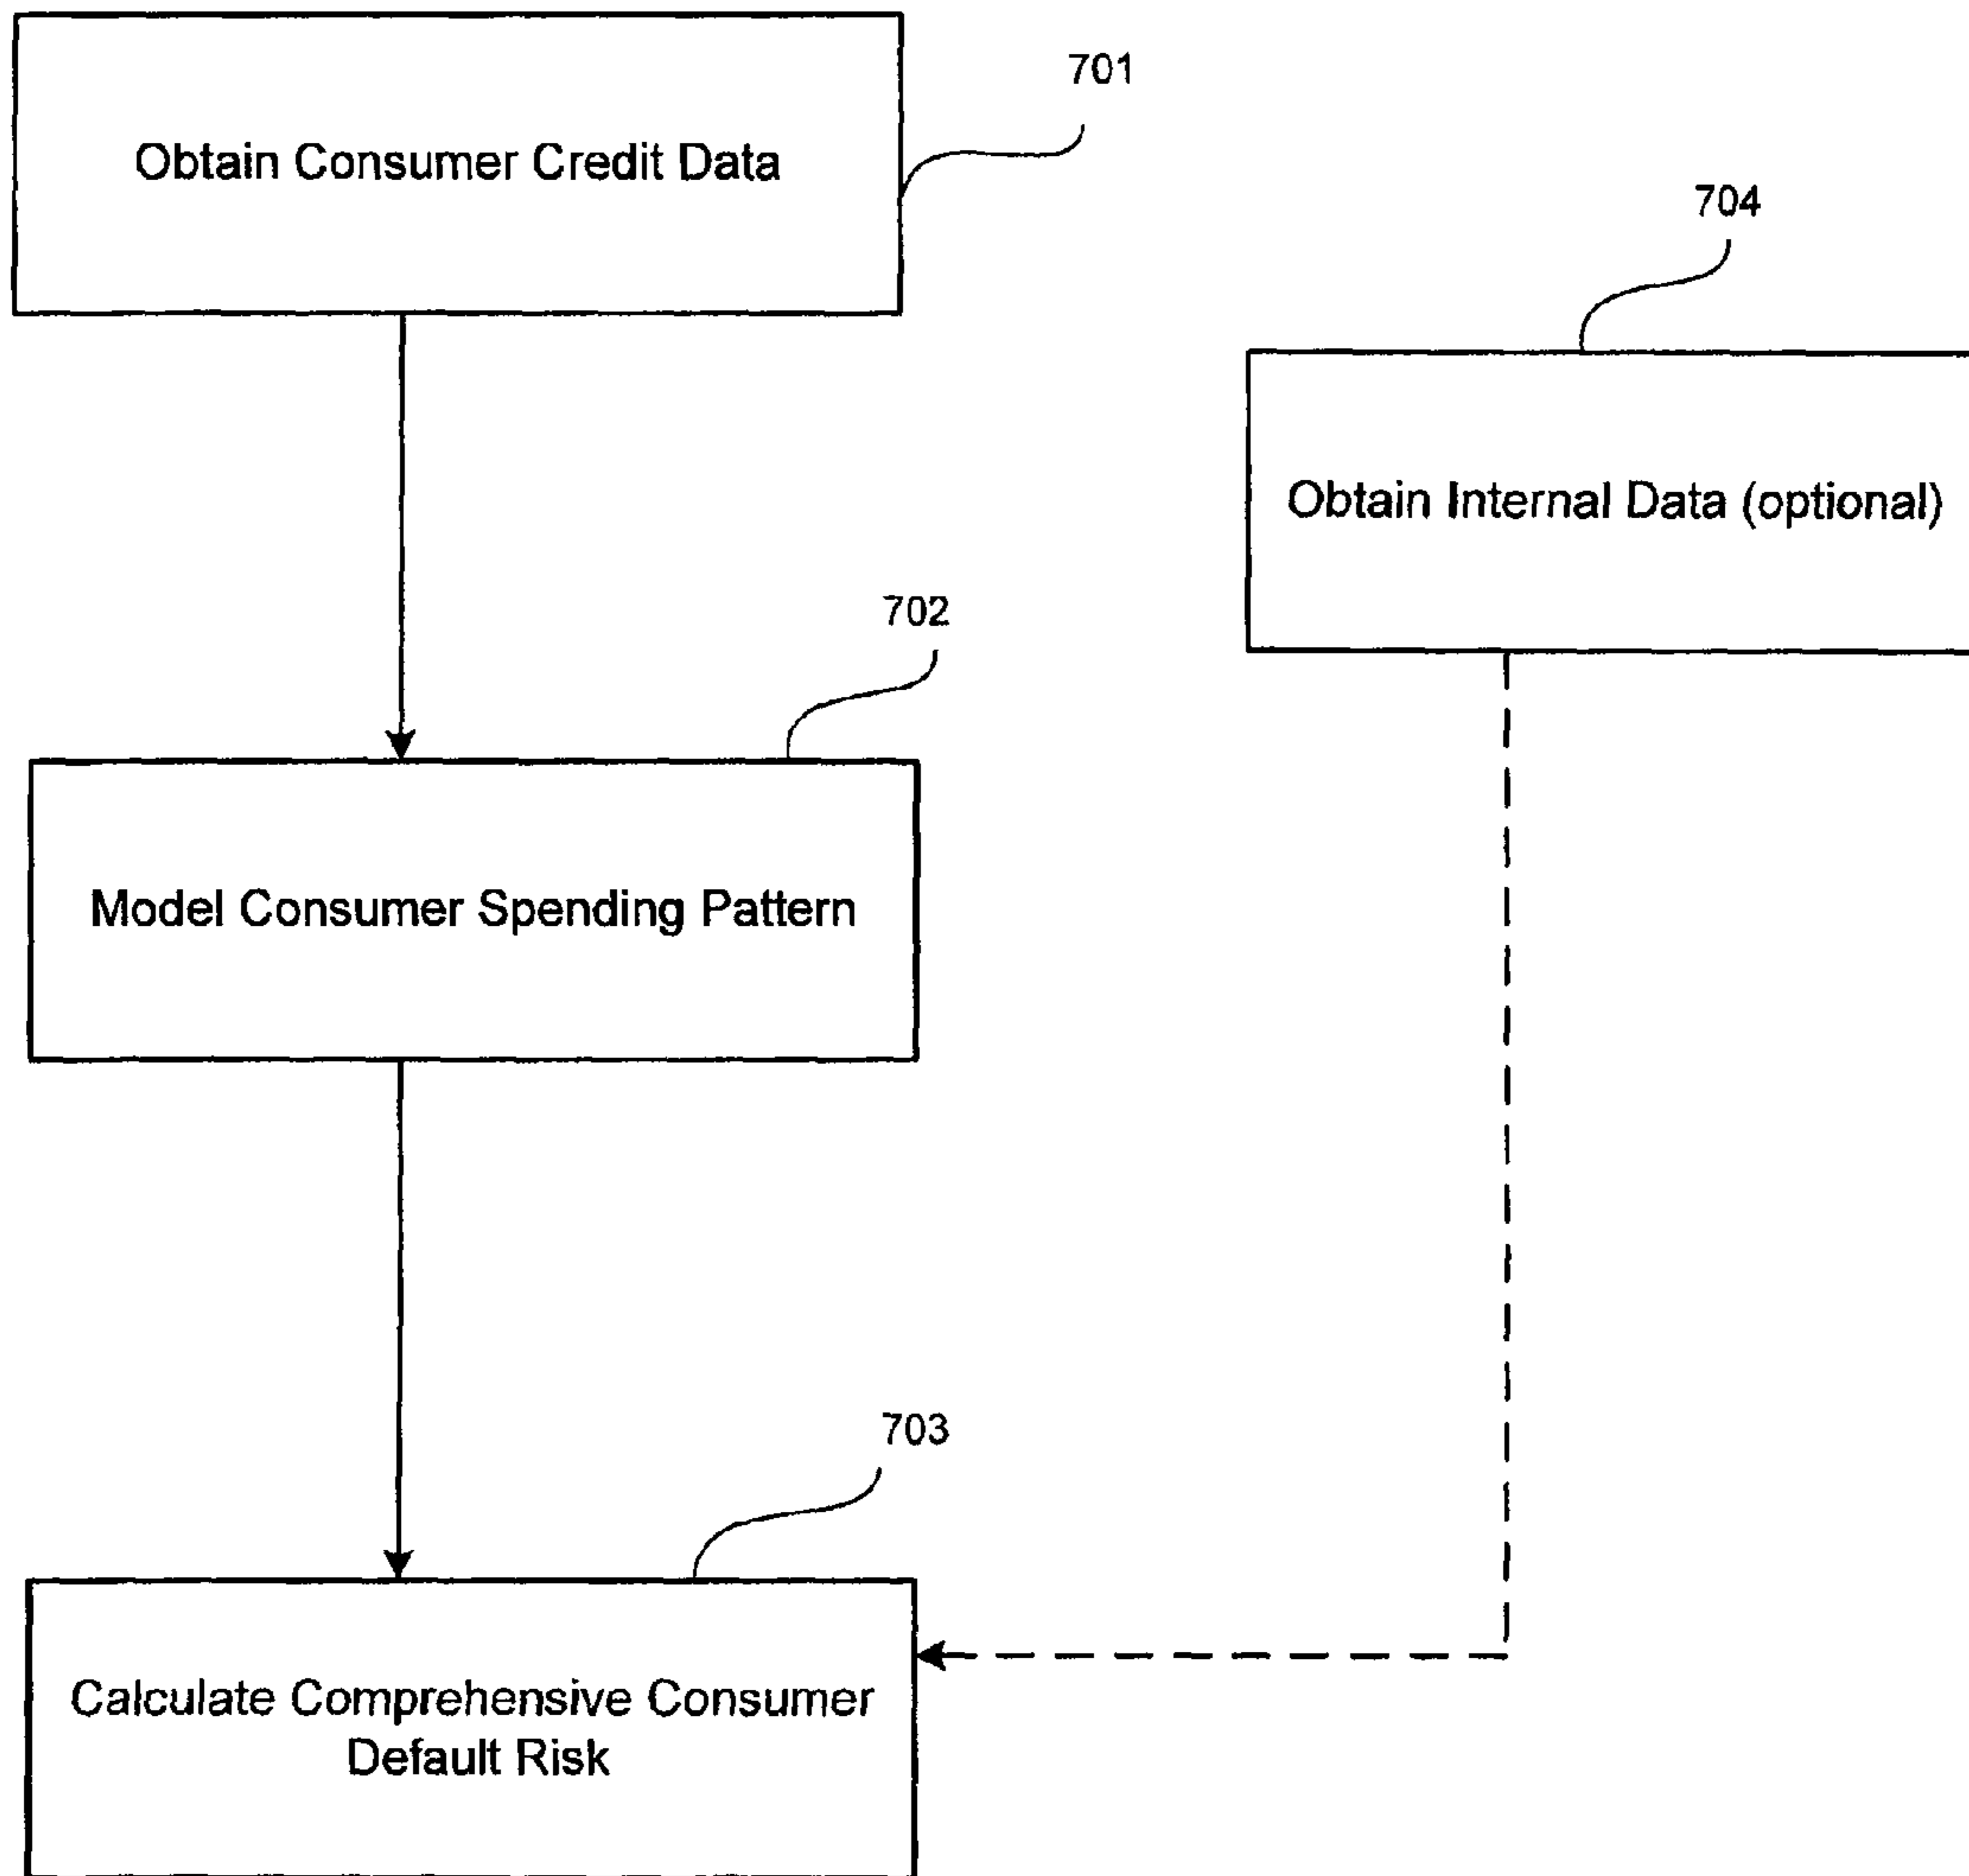 701
Obtain Consumer Credit Data
704
Obtain Internal Data (optional)
702
Model Consumer Spending Pattern
703
Calculate Comprehensive Consumer
Default Risk